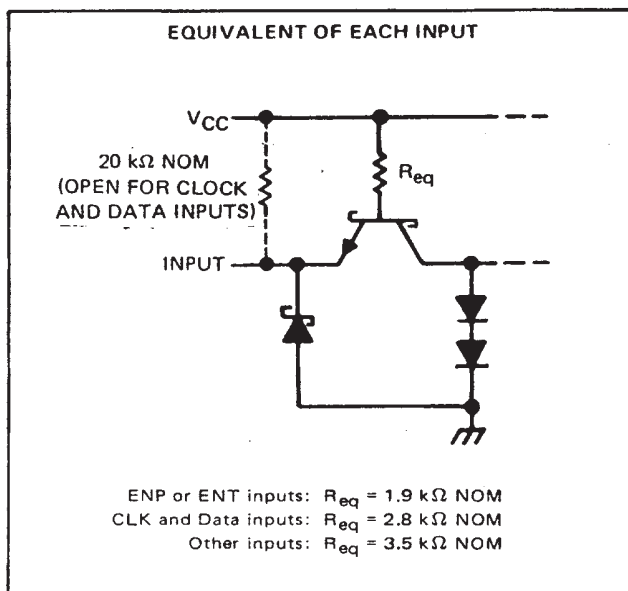 EQUIVALENT OF EACH INPUT
VCC
20 kΩ NOM
(OPEN FOR CLOCK
AND DATA INPUTS)
Req
INPUT
ENP or ENT inputs: Req = 1.9 kΩ NOM
CLK and Data inputs: Req = 2.8 kΩ NOM
Other inputs: Req = 3.5 kΩ NOM